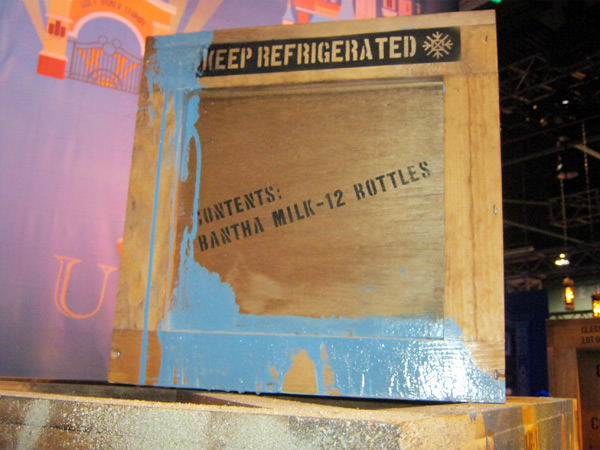 KEEP REFRIGERATED
CONTENTS:
BANTHA MILK-12 BOTTLES
U